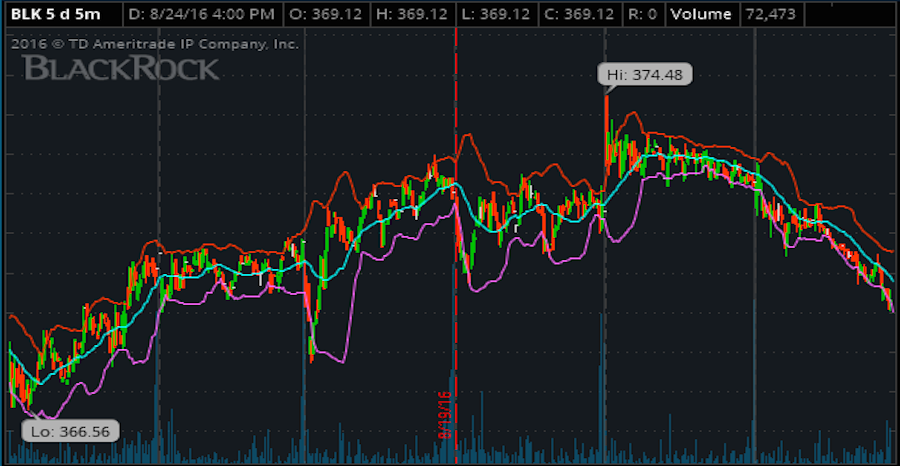 BLK 5 d 5m D: 8/24/16 4:00 PM O: 369.12 H: 369.12 L: 369.12 C: 369.12 R: 0 Volume 72,473
2016 © TD Ameritrade IP Company, Inc.
BLACKROCK
Hi: 374.48
8/19/16
Lo: 366.56